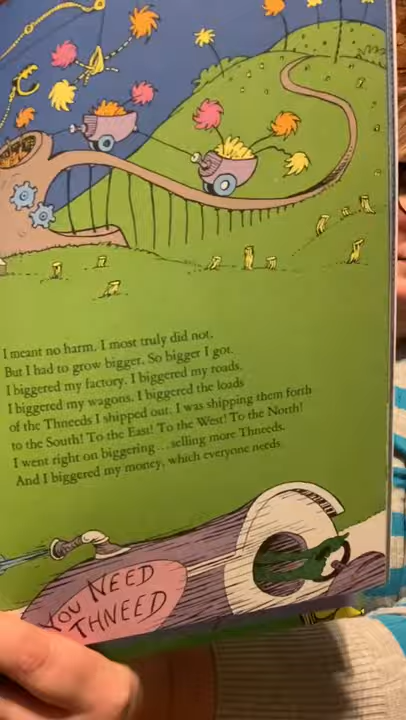 I meant no harm. I most truly did not.
But I had to grow bigger. So bigger I got.
I biggered my factory. I biggered my roads.
I biggered my wagons. I biggered the loads
of the Thneeds I shipped out. I was shipping them forth
to the South! To the East! To the West! To the North!
I went right on biggering...selling more Thneeds.
And I biggered my money, which everyone needs.
YOU NEED
THNEED